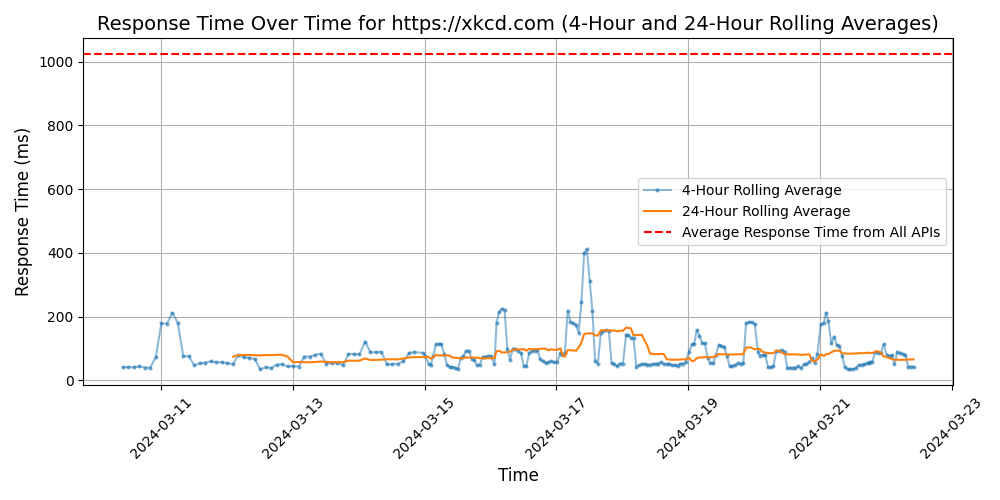 Response Time Over Time for https://xkcd.com (4-Hour and 24-Hour Rolling Averages)
Response Time (ms)
1000
800
600
400
200
0
4-Hour Rolling Average
24-Hour Rolling Average
Average Response Time from All APIs
2024-03-11
2024-03-13
2024-03-15
2024-03-17
2024-03-19
2024-03-21
2024-03-23
Time